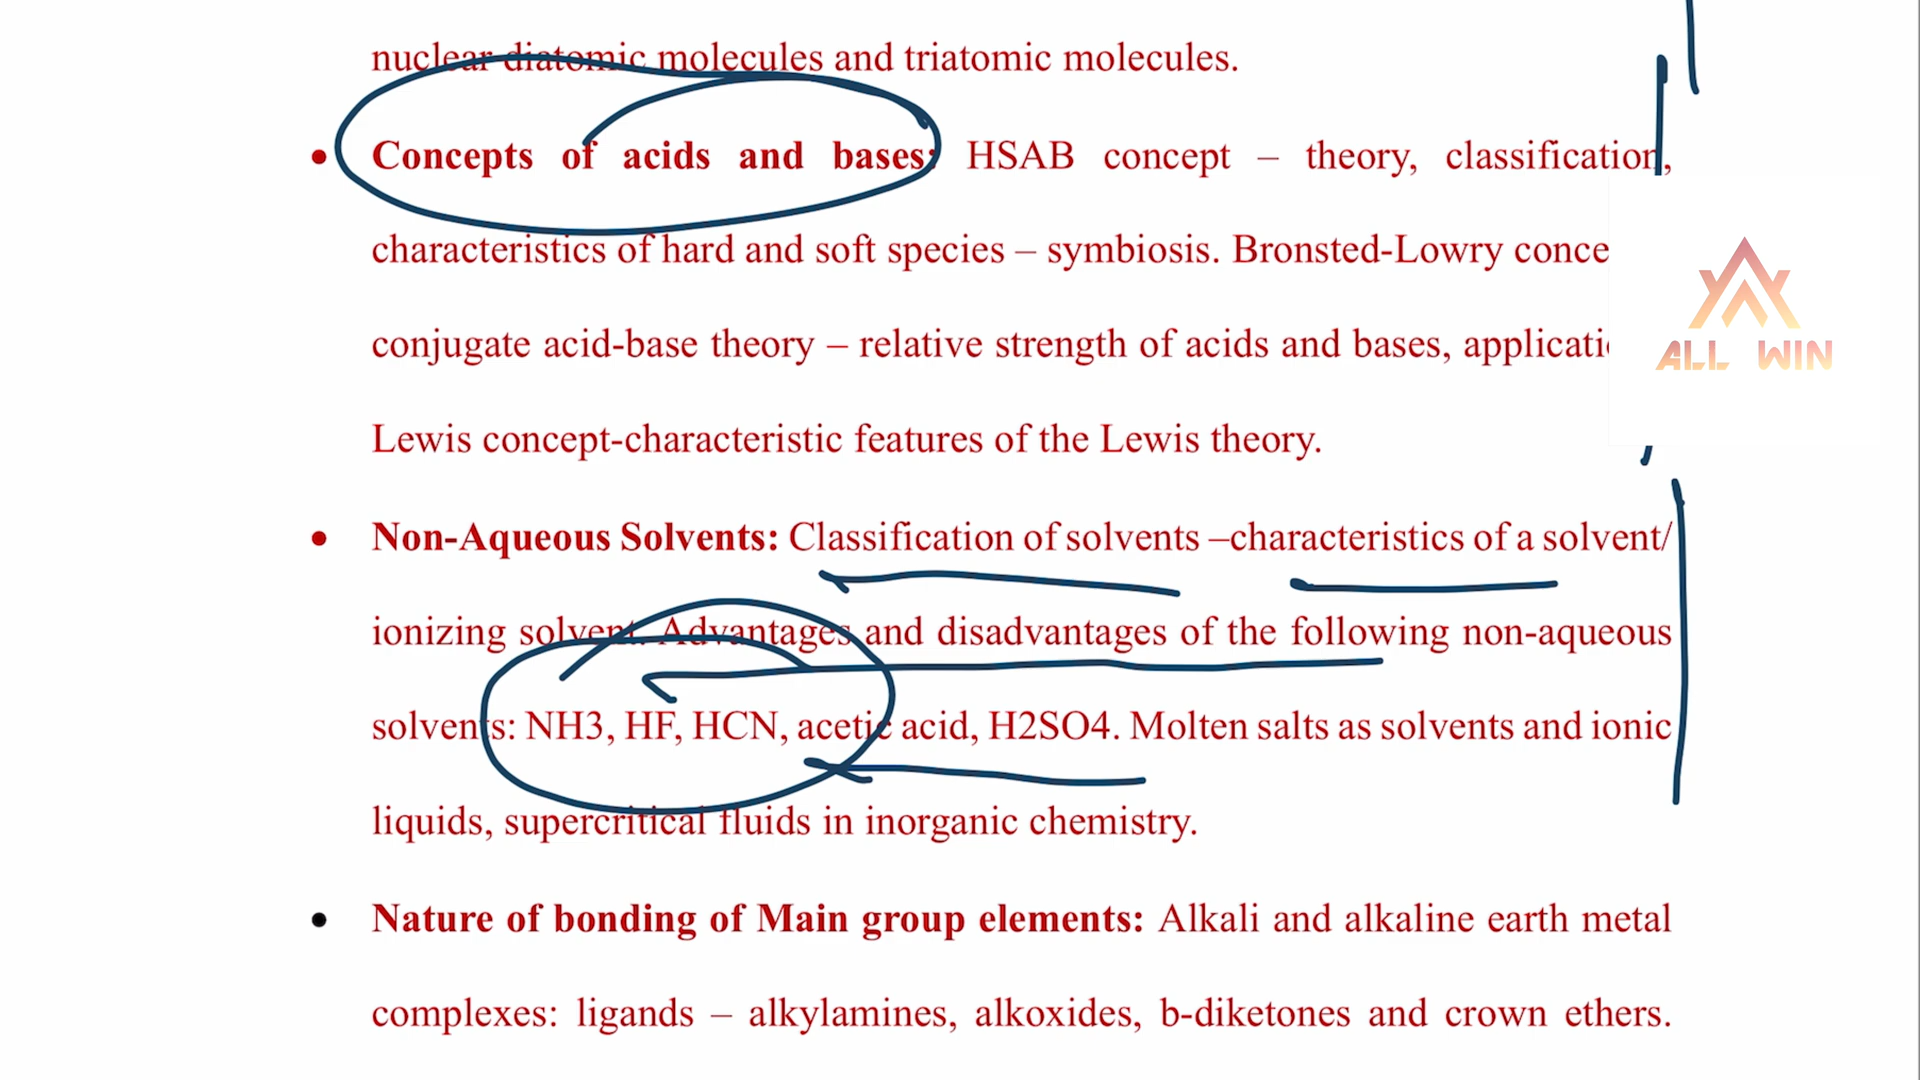 nuclear diatomic molecules and triatomic molecules.
• Concepts of acids and bases: HSAB concept – theory, classification,
characteristics of hard and soft species – symbiosis. Bronsted-Lowry conce
conjugate acid-base theory – relative strength of acids and bases, applicati
ALL WIN
Lewis concept-characteristic features of the Lewis theory.
• Non-Aqueous Solvents: Classification of solvents –characteristics of a solvent/
ionizing solvent. Advantages and disadvantages of the following non-aqueous
solvents: NH3, HF, HCN, acetic acid, H2SO4. Molten salts as solvents and ionic
liquids, supercritical fluids in inorganic chemistry.
• Nature of bonding of Main group elements: Alkali and alkaline earth metal
complexes: ligands – alkylamines, alkoxides, b-diketones and crown ethers.